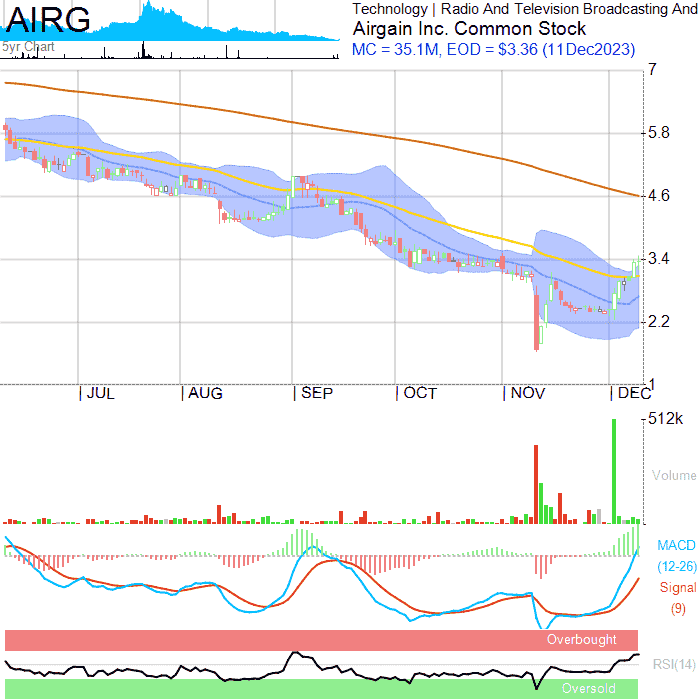 AIRG
Technology | Radio And Television Broadcasting And
Airgain Inc. Common Stock
MC = 35.1M, EOD = $3.36 (11Dec2023)
5yr Chart
7
5.8
4.6
3.4
2.2
1
| JUL
| AUG
| SEP
| OCT
| NOV
| DEC
512k
Volume
MACD
(12-26)
Signal
(9)
Overbought
RSI(14)
Oversold